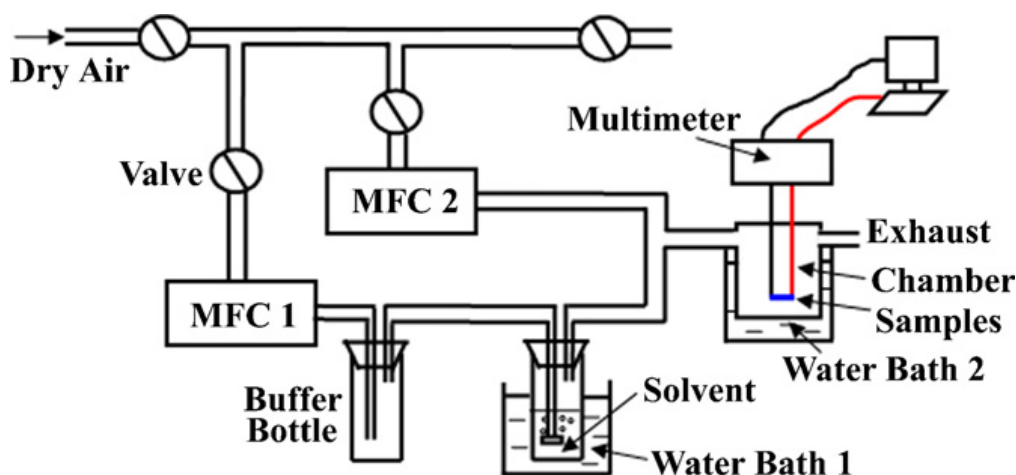 Dry Air
Multimeter
Valve
MFC 2
Exhaust
Chamber
MFC 1
Samples
Water Bath 2
Buffer
Bottle
Solvent
Water Bath 1